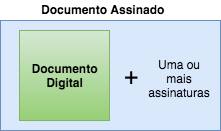 Documento Assinado
Documento
Digital
+
Uma ou
mais
assinaturas